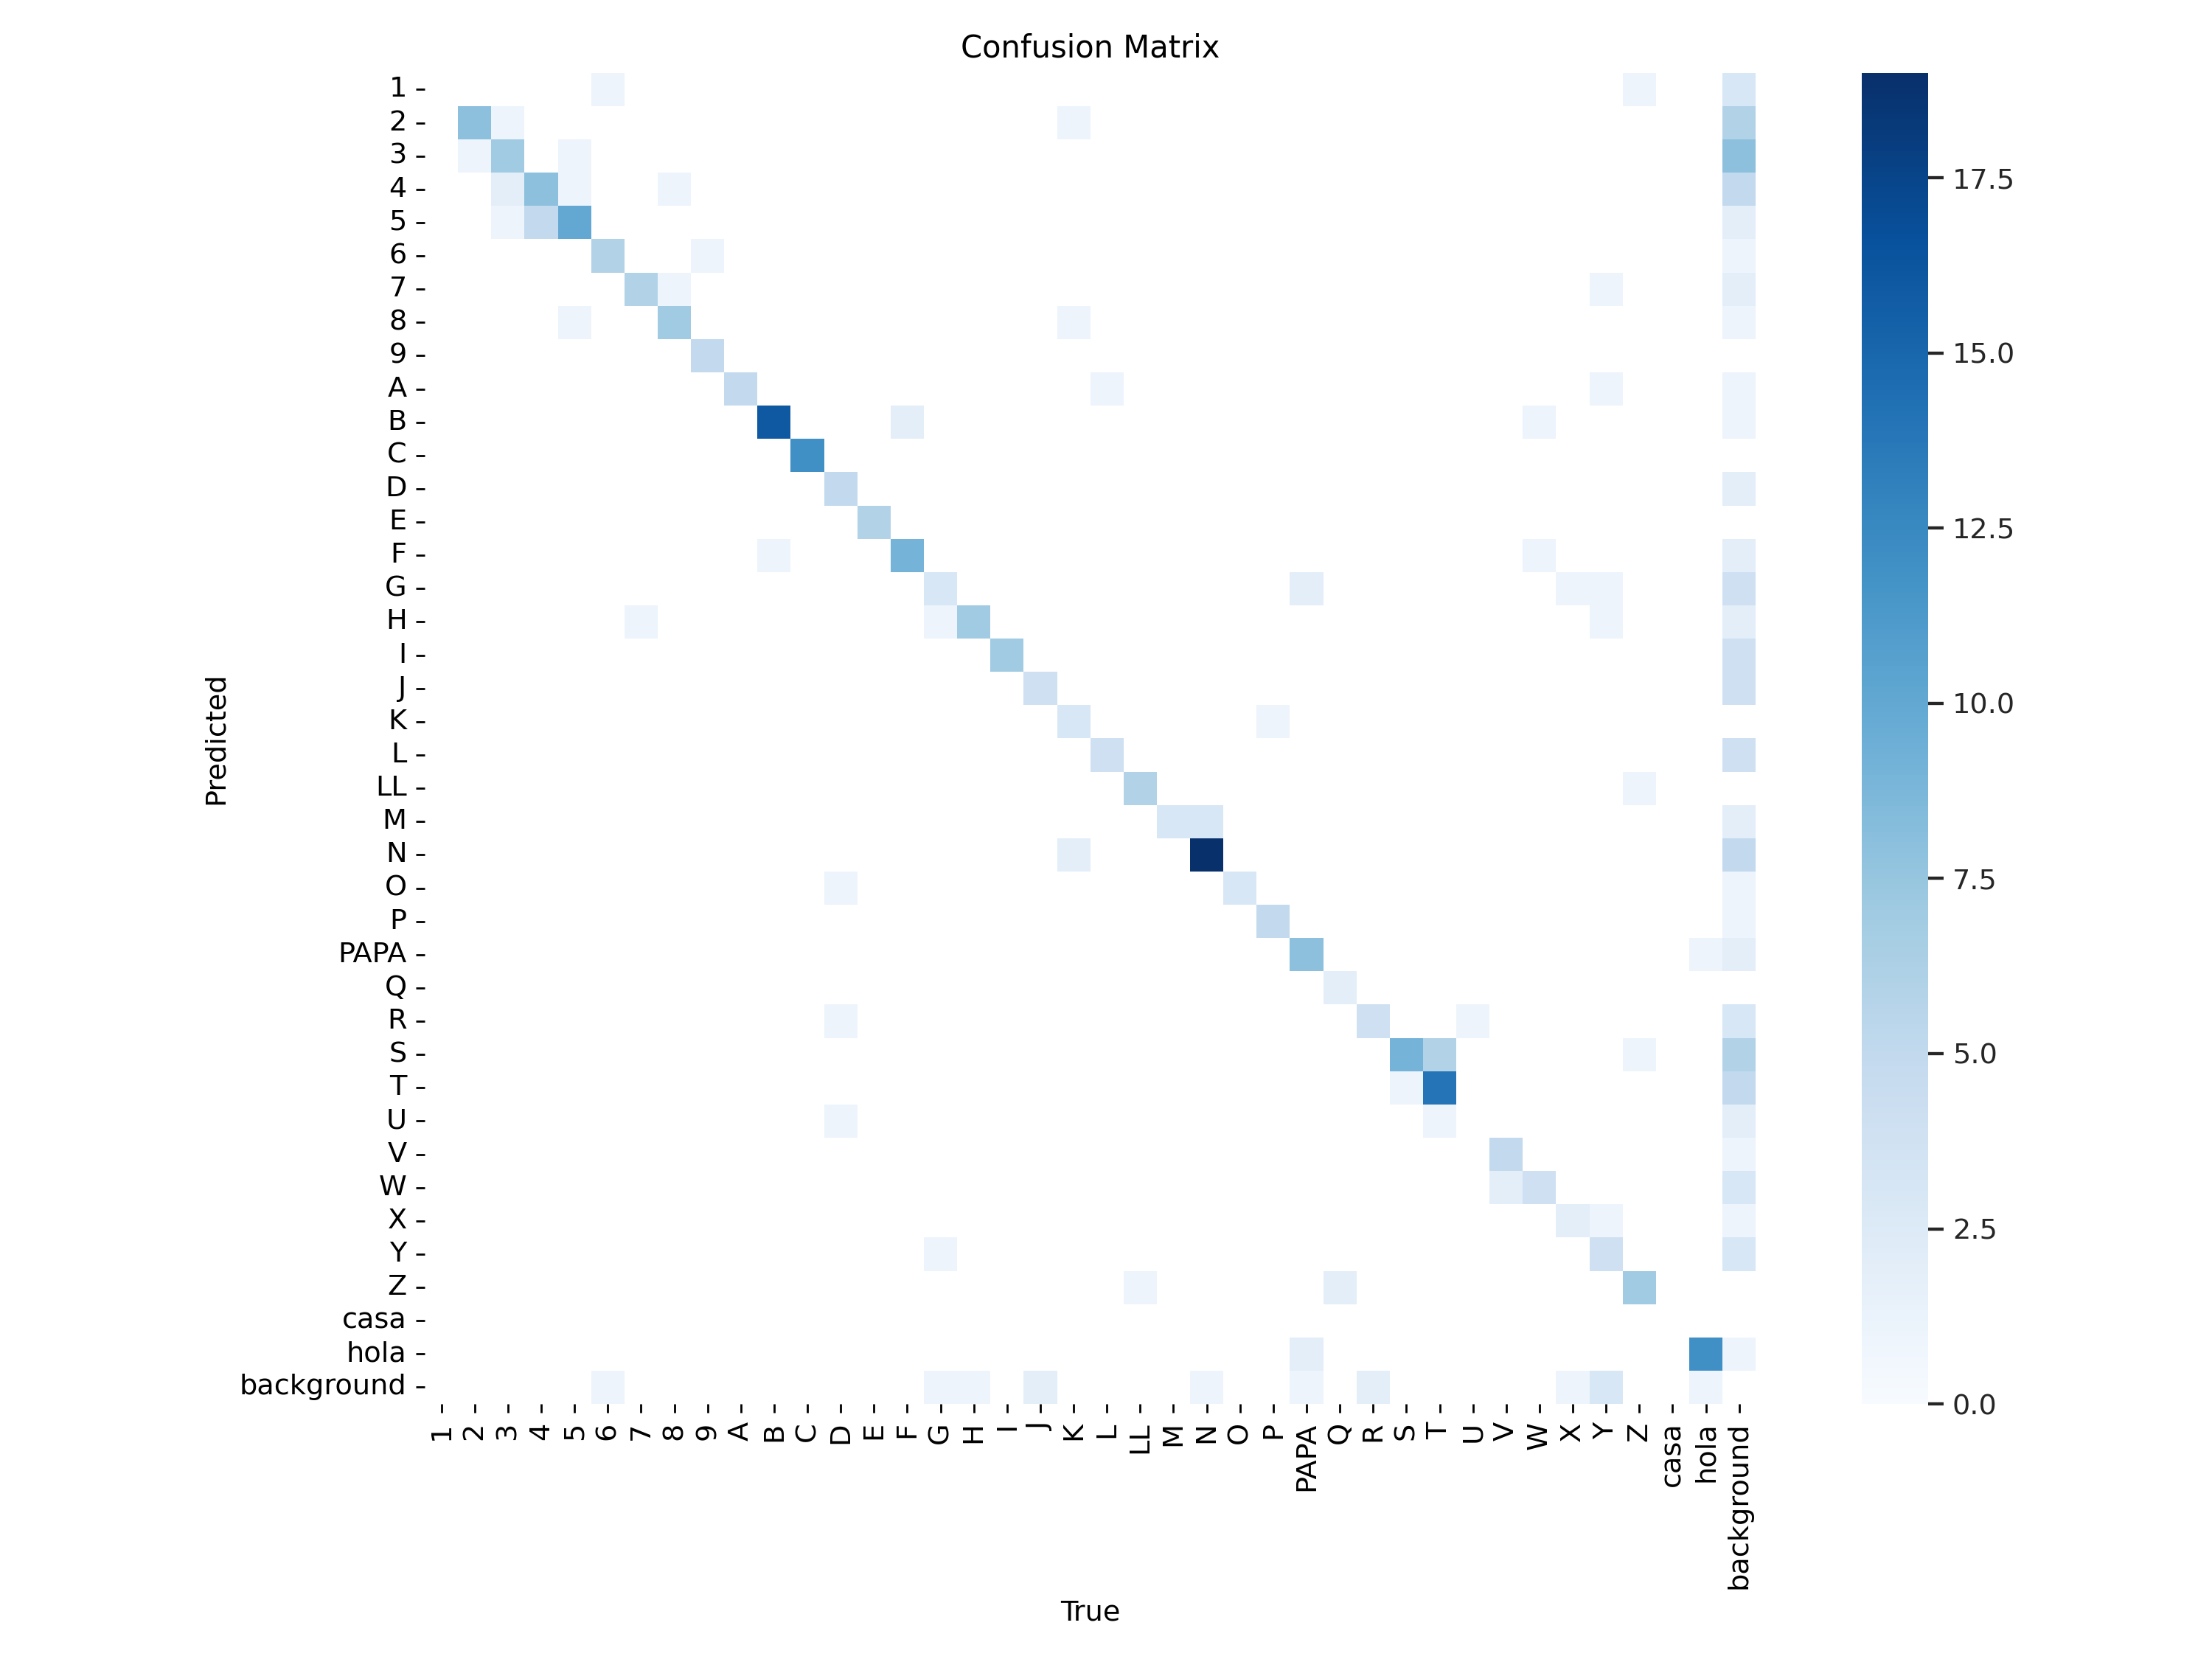 Confusion Matrix
1
2
3
4
5
6
7
8
9
A
B
C
D
E
F
G
H
I
J
K
L
LL
M
N
O
P
PAPA
Q
R
S
T
U
V
W
X
Y
Z
casa
hola
background
Predicted
1 2 3 4 5 6 7 8 9 A B C D E F G H I J K L LL M N O P PAPA Q R S T U V W X Y Z casa hola background
True
17.5
15.0
12.5
10.0
7.5
5.0
2.5
0.0